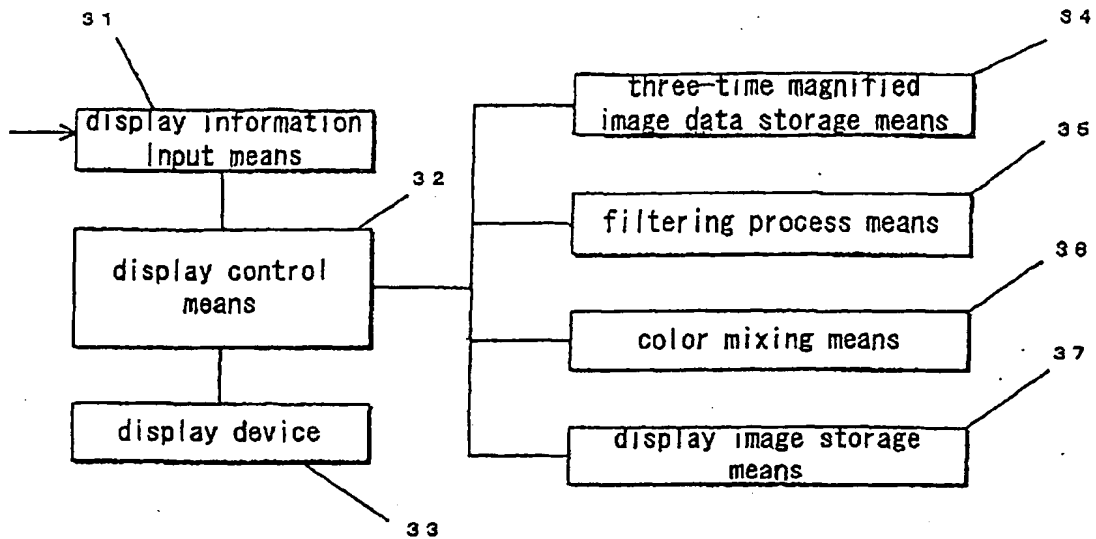 31
display information
input means
32
display control
means
display device
33
34
three-time magnified
image data storage means
35
filtering process means
36
color mixing means
37
display image storage
means